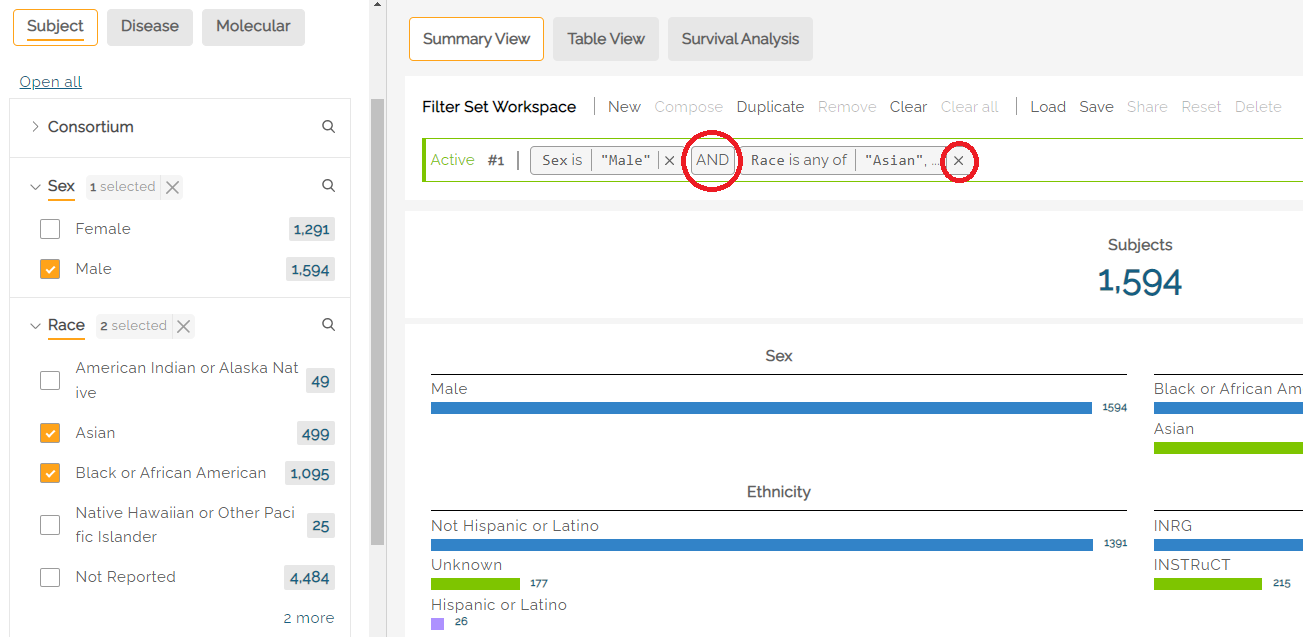 Subject Disease Molecular
Open all
Consortium
Sex 1 selected
Female 1,291
Male 1,594
Race 2 selected
American Indian or Alaska Nat
ive 49
Asian 499
Black or African American 1,095
Native Hawaiian or Other Paci
fic Islander 25
Not Reported 4,484
2 more
Summary View Table View Survival Analysis
Filter Set Workspace New Compose Duplicate Remove Clear Clear all Load Save Share Reset Delete
Active #1 Sex is "Male" AND Race is any of "Asian", ...
Subjects
1,594
Sex
Male 1594
Black or African Am
Asian
Ethnicity
Not Hispanic or Latino 1391
Unknown 177
Hispanic or Latino 26
INRG
INSTRuCT 215